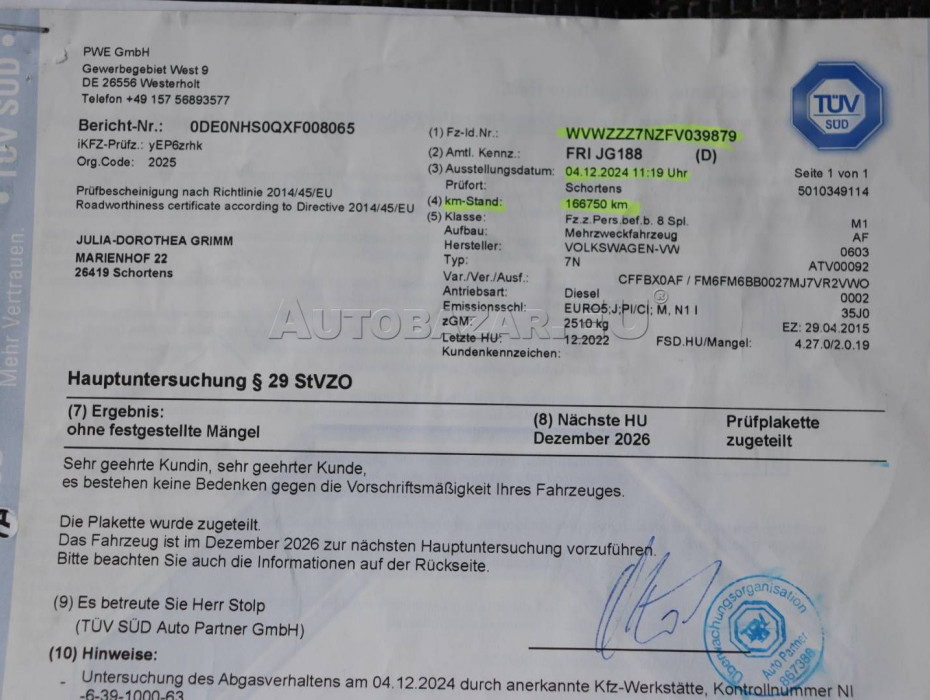 PWE GmbH
Gewerbegebiet West 9
DE 26556 Westerholt
Telefon +49 157 56893577
Bericht-Nr.: 0DE0NHS0QXF008065
iKFZ-Prüfz.: yEP6zrhk
Org.Code: 2025
Prüfbescheinigung nach Richtlinie 2014/45/EU
Roadworthiness certificate according to Directive 2014/45/EU
JULIA-DOROTHEA GRIMM
MARIENHOF 22
26419 Schortens
(1) Fz-Id.Nr.: WVWZZZ7NZFV039879
(2) Amtl. Kennz.: FRI JG188 (D)
(3) Ausstellungsdatum: 04.12.2024 11:19 Uhr
Prüfort: Schortens
(4) km-Stand: 166750 km
(5) Klasse: Fz.z.Pers.bef.b. 8 Spl. M1
Aufbau: Mehrzweckfahrzeug AF
Hersteller: VOLKSWAGEN-VW 0603
Typ: 7N ATV00092
Var./Ver./Ausf.: CFFBX0AF / FM6FM6BB0027MJ7VR2VWO
Antriebsart: Diesel 0002
Emissionsschl: EURO5;J;PI/CI; M, N1 I 35J0
zGM: 2510 kg EZ: 29.04.2015
Letzte HU: 12.2022 FSD.HU/Mangel: 4.27.0/2.0.19
Kundenkennzeichen:
TÜV
SÜD
Seite 1 von 1
5010349114
AUTOBAZAR.EU
Mehr Vertrauen.
TÜV SÜD
Hauptuntersuchung § 29 StVZO
(7) Ergebnis:
ohne festgestellte Mängel
(8) Nächste HU
Dezember 2026
Prüfplakette
zugeteilt
Sehr geehrte Kundin, sehr geehrter Kunde,
es bestehen keine Bedenken gegen die Vorschriftsmäßigkeit Ihres Fahrzeuges.
Die Plakette wurde zugeteilt.
Das Fahrzeug ist im Dezember 2026 zur nächsten Hauptuntersuchung vorzuführen.
Bitte beachten Sie auch die Informationen auf der Rückseite.
(9) Es betreute Sie Herr Stolp
(TÜV SÜD Auto Partner GmbH)
Überwachungsorganisation
TÜV
Auto Partner
867388
(10) Hinweise:
- Untersuchung des Abgasverhaltens am 04.12.2024 durch anerkannte Kfz-Werkstätte, Kontrollnummer NI
-6-39-1000-63